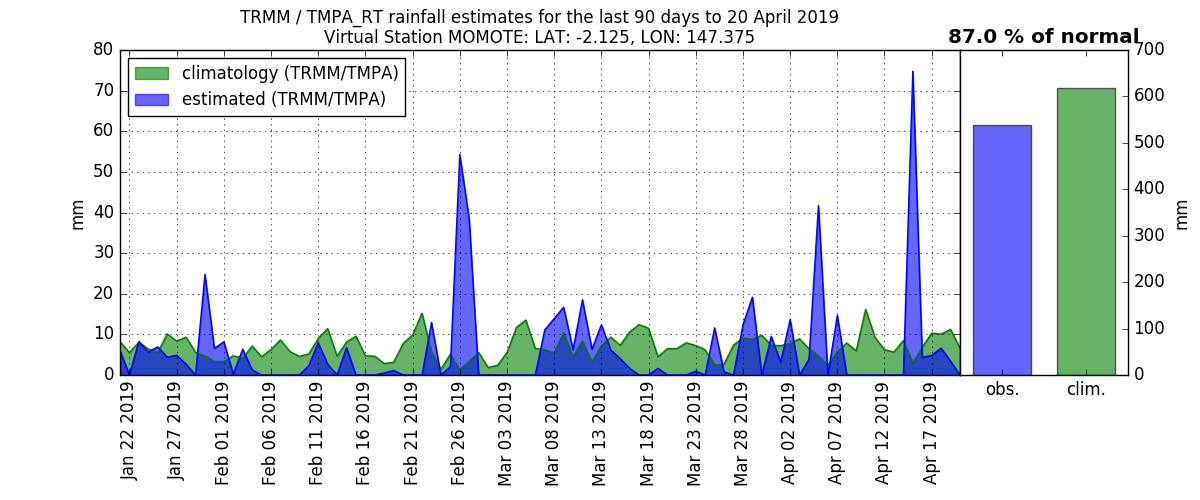 TRMM / TMPA_RT rainfall estimates for the last 90 days to 20 April 2019
Virtual Station MOMOTE: LAT: -2.125, LON: 147.375
87.0 % of normal
climatology (TRMM/TMPA)
estimated (TRMM/TMPA)
mm
80
70
60
50
40
30
20
10
0
Jan 22 2019
Jan 27 2019
Feb 01 2019
Feb 06 2019
Feb 11 2019
Feb 16 2019
Feb 21 2019
Feb 26 2019
Mar 03 2019
Mar 08 2019
Mar 13 2019
Mar 18 2019
Mar 23 2019
Mar 28 2019
Apr 02 2019
Apr 07 2019
Apr 12 2019
Apr 17 2019
obs.
clim.
700
600
500
400
300
200
100
0
mm